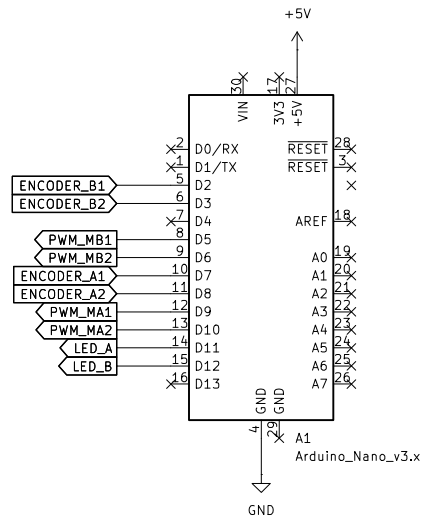 +5V
30 17 27
VIN 3V3 +5V
2 D0/RX RESET 28
1 D1/TX RESET 3
ENCODER_B1 5 D2
ENCODER_B2 6 D3
7 D4 AREF 18
PWM_MB1 8 D5
PWM_MB2 9 D6 A0 19
ENCODER_A1 10 D7 A1 20
ENCODER_A2 11 D8 A2 21
PWM_MA1 12 D9 A3 22
PWM_MA2 13 D10 A4 23
LED_A 14 D11 A5 24
LED_B 15 D12 A6 25
16 D13 A7 26
GND GND
4 29
A1
Arduino_Nano_v3.x
GND